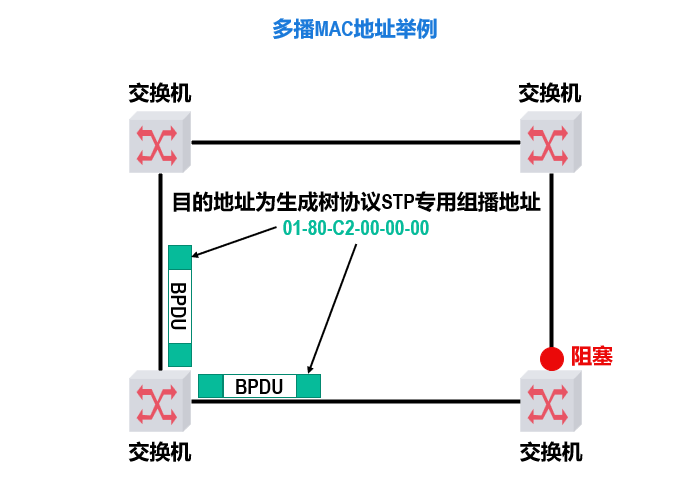 多播MAC地址举例
交换机
交换机
目的地址为生成树协议STP专用组播地址
01-80-C2-00-00-00
BPDU
阻塞
BPDU
交换机
交换机